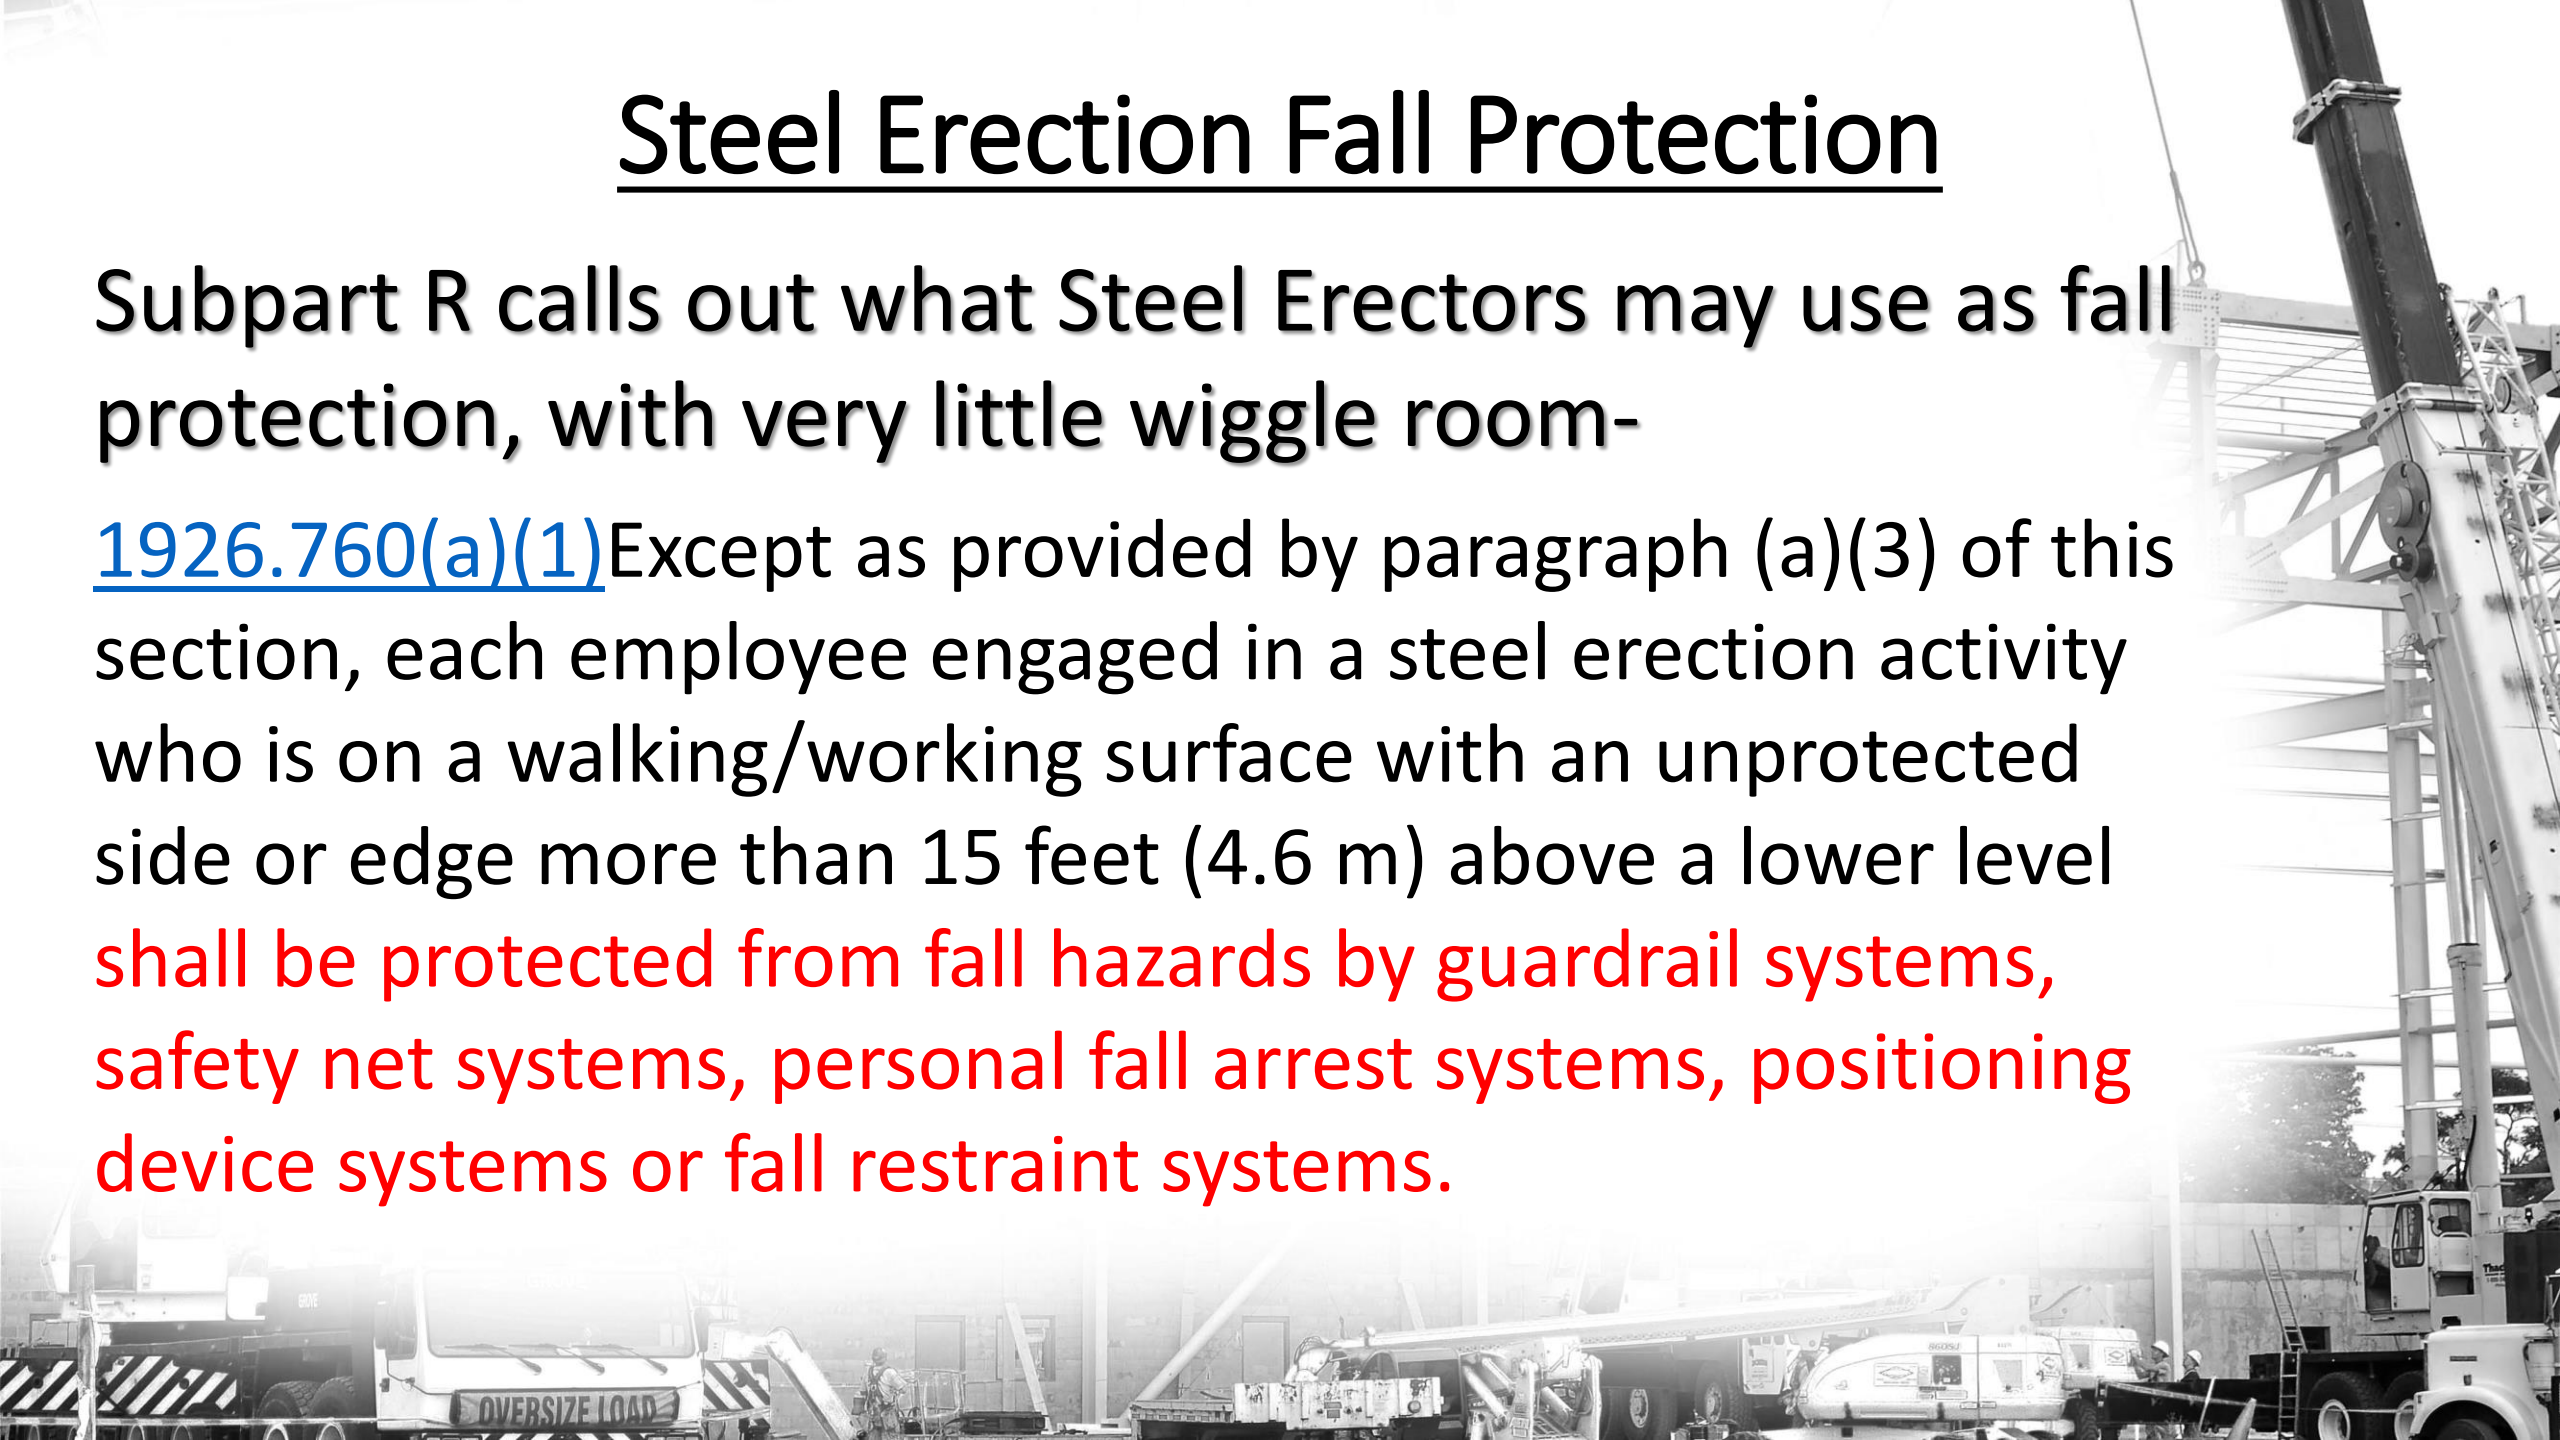 Steel Erection Fall Protection
Subpart R calls out what Steel Erectors may use as fall
protection, with very little wiggle room-
1926.760(a)(1)Except as provided by paragraph (a)(3) of this
section, each employee engaged in a steel erection activity
who is on a walking/working surface with an unprotected
side or edge more than 15 feet (4.6 m) above a lower level
shall be protected from fall hazards by guardrail systems,
safety net systems, personal fall arrest systems, positioning
device systems or fall restraint systems.
GROVE
OVERSIZE LOAD